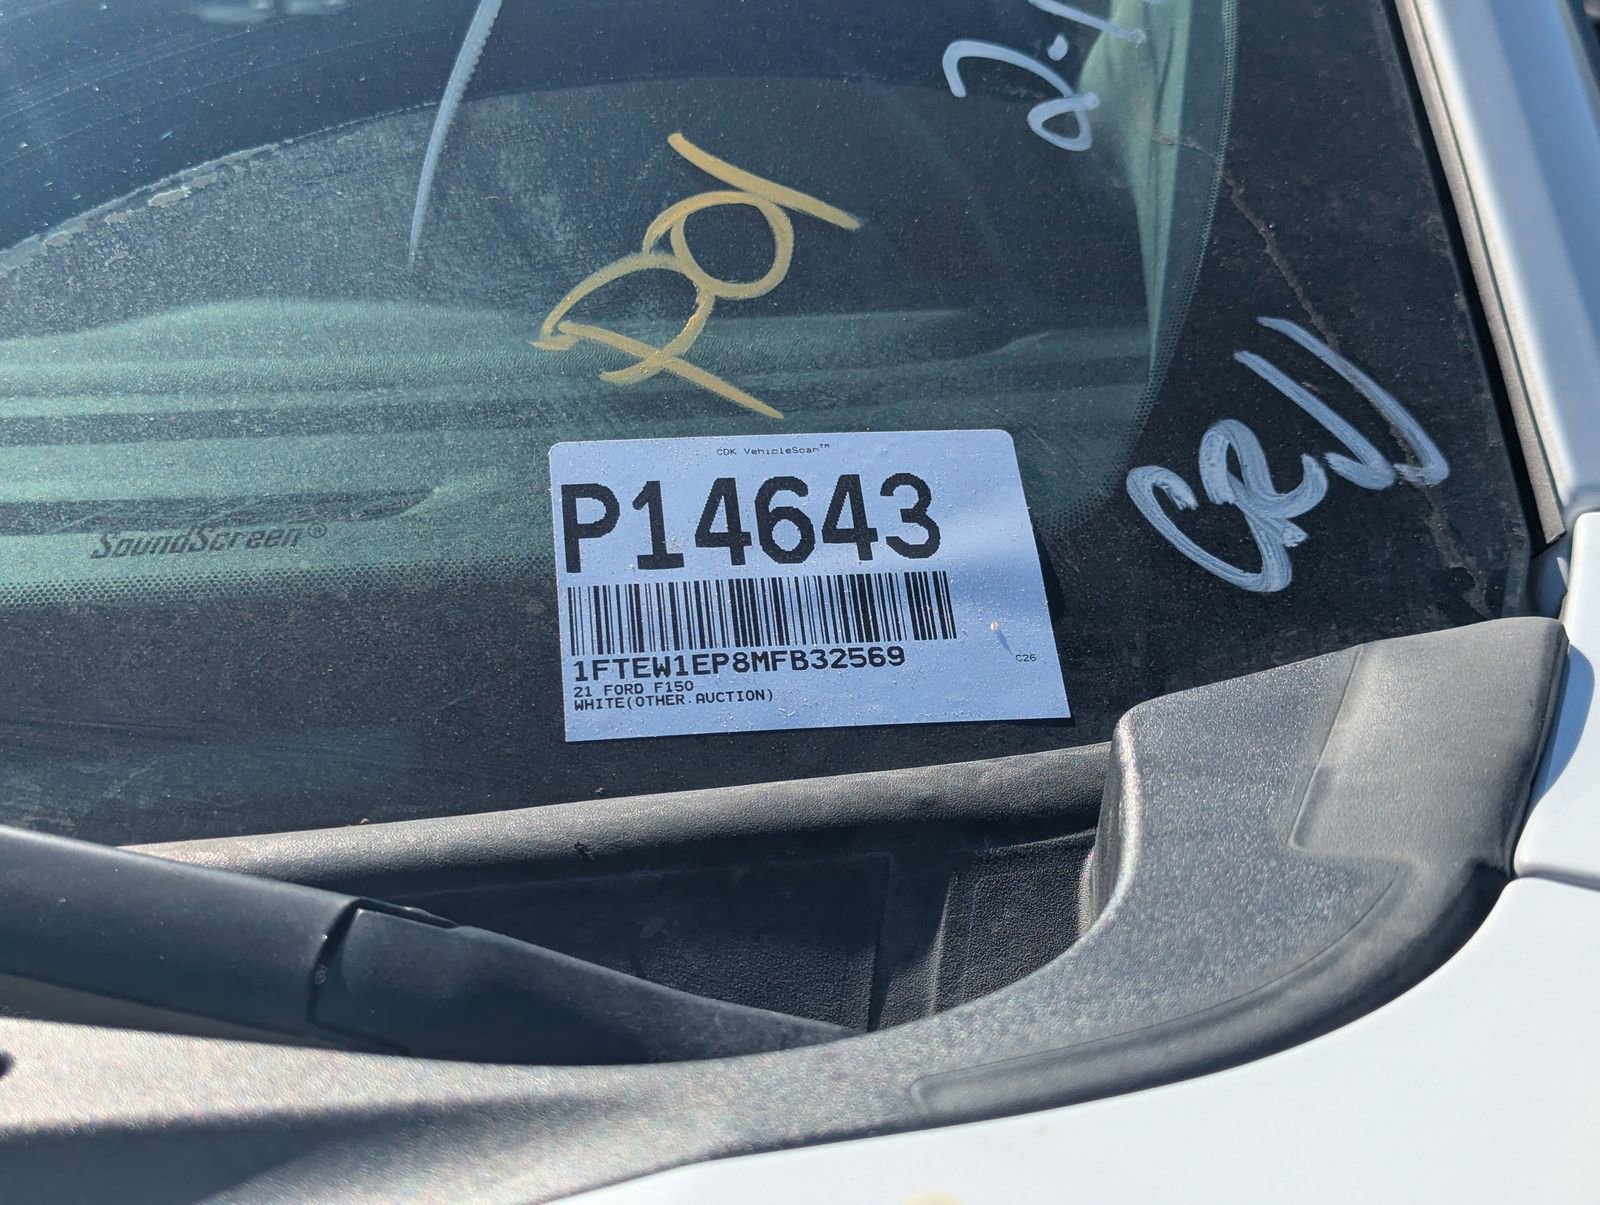 CDK VehicleScan™
P14643
1FTEW1EP8MFB32569
21 FORD F150
WHITE(OTHER AUCTION)
C26
SoundScreen®